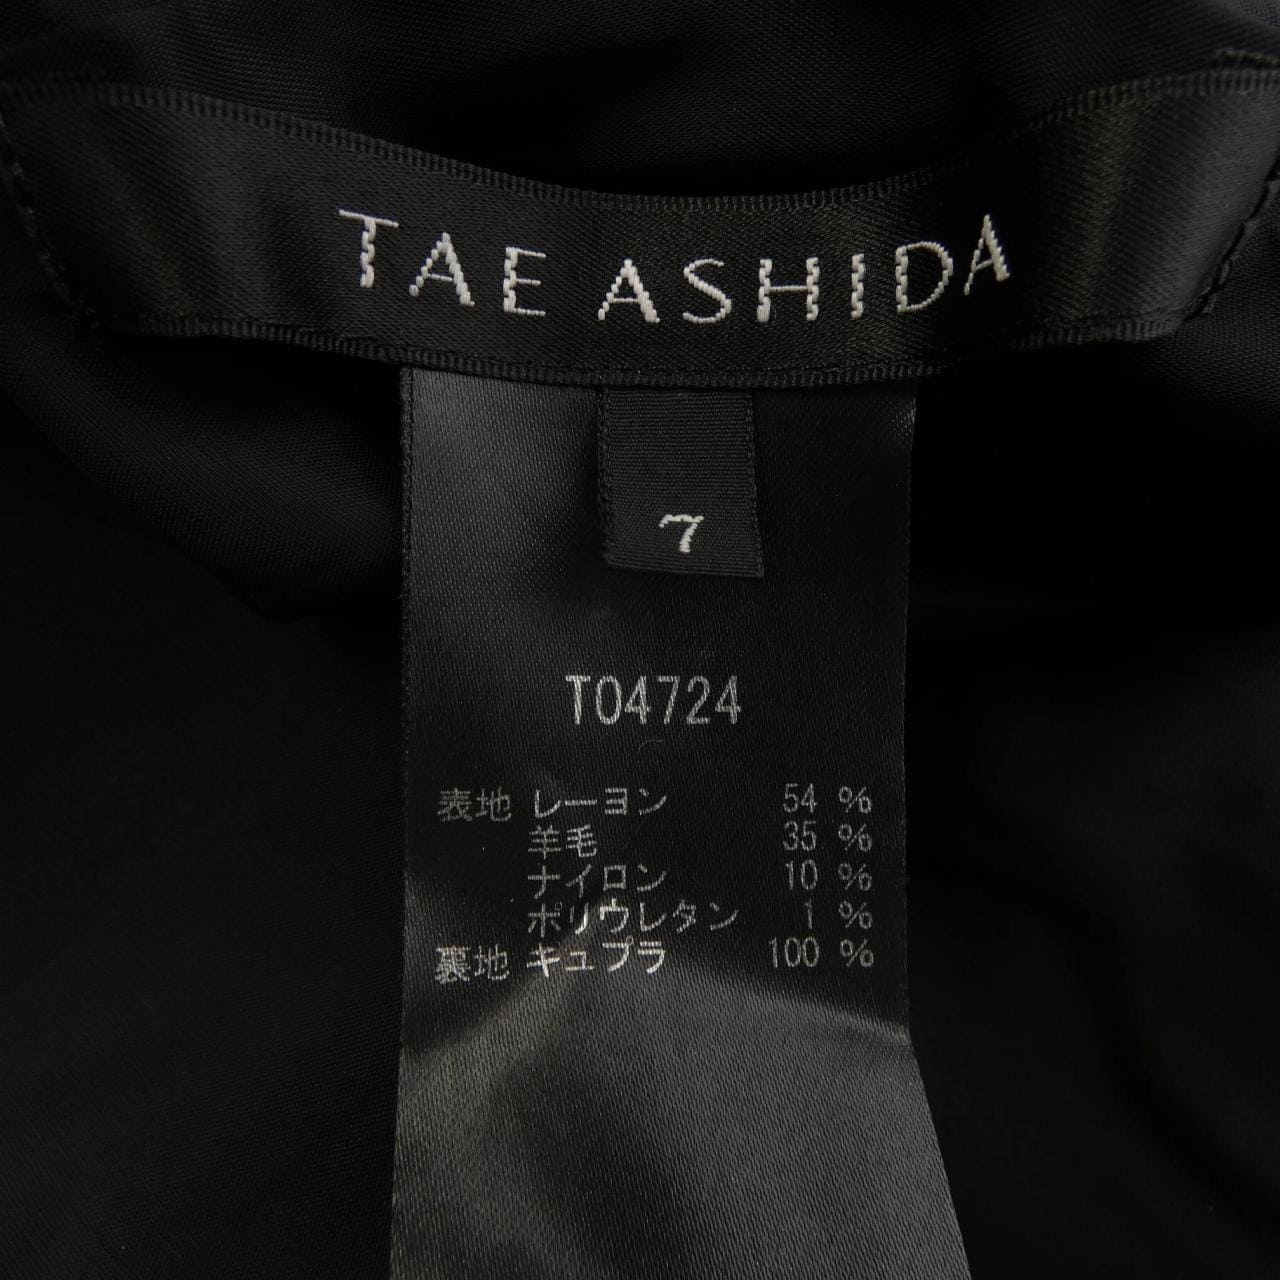 TAE ASHIDA
7
T04724
表地 レーヨン 54 %
羊毛 35 %
ナイロン 10 %
ポリウレタン 1 %
裏地 キュプラ 100 %